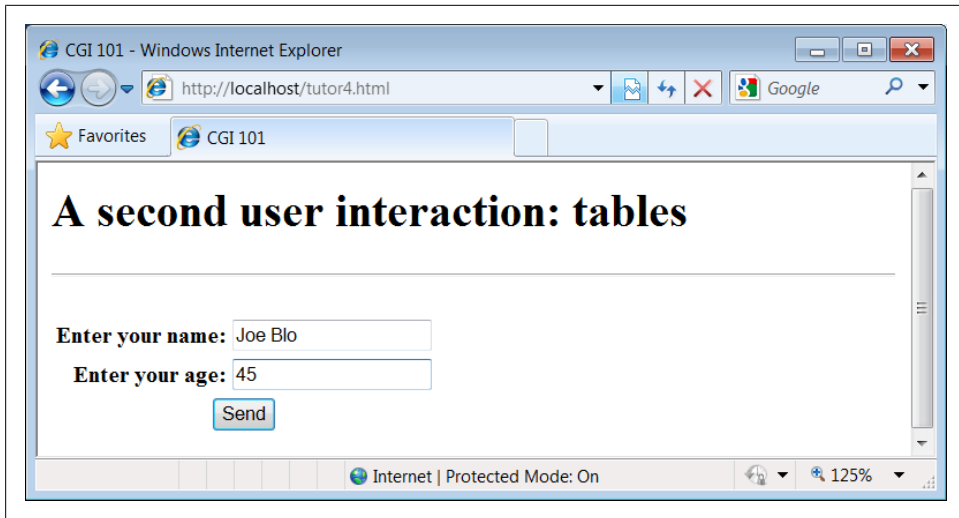 CGI 101 - Windows Internet Explorer
http://localhost/tutor4.html
Google
Favorites
CGI 101
A second user interaction: tables
Enter your name: Joe Blo
Enter your age: 45
Send
Internet | Protected Mode: On
125%